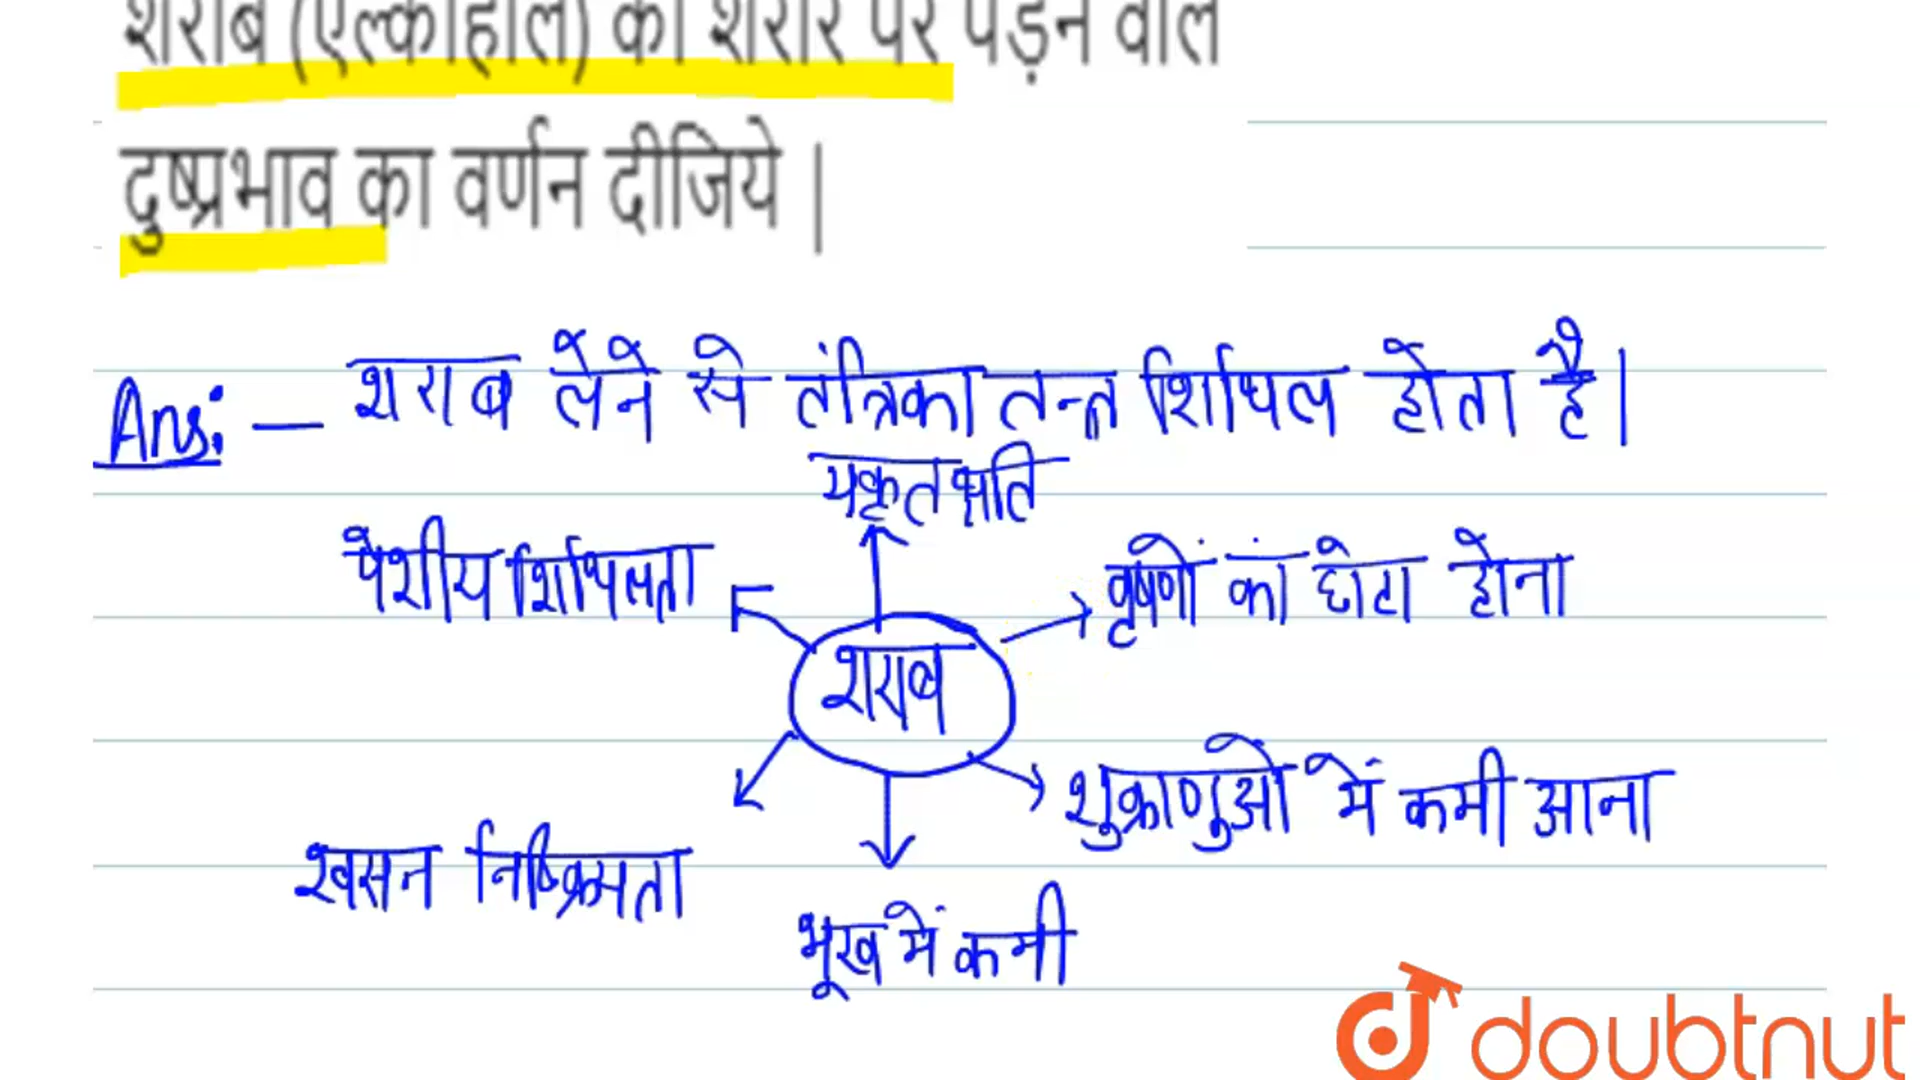 शराब (एल्कोहोल) का शरीर पर पड़ने वाले
दुष्प्रभाव का वर्णन दीजिये |
Ans: — शराब लेने से तंत्रिका तन्त्र शिथिल होता है |
यकृत क्षति
पेशीय शिथिलता
वृषणों का छोटा होना
शराब
शुक्राणुओं में कमी आना
श्वसन निष्क्रियता
भूख में कमी
doubtnut